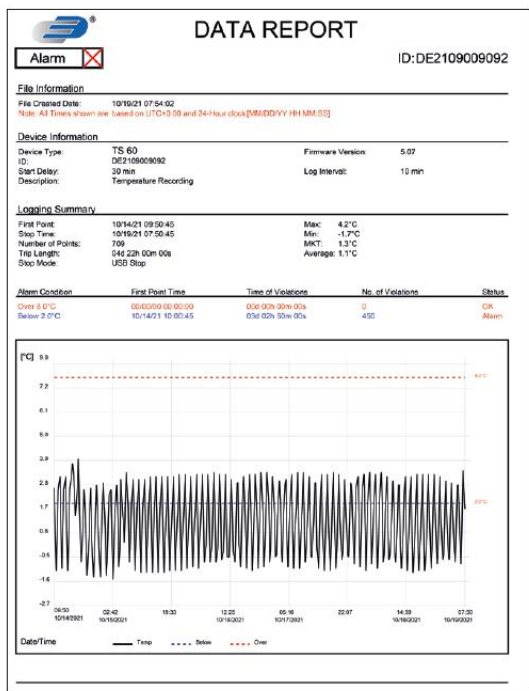 DATA REPORT
Alarm
ID:DE2109009092
File Information
File Created Date: 10/19/21 07:54:02
Note: All Times shown are based on UTC+0:00 and 24-Hour clock[MM/DD/YY HH:MM:SS]
Device Information
Device Type: TS 60 Firmware Version: 5.07
ID: DE2109009092
Start Delay: 30 min Log Interval: 10 min
Description: Temperature Recording
Logging Summary
First Point: 10/14/21 09:50:45 Max: 4.2°C
Stop Time: 10/19/21 07:50:45 Min: -1.7°C
Number of Points: 709 MKT: 1.3°C
Trip Length: 04d 22h 00m 00s Average: 1.1°C
Stop Mode: USB Stop
Alarm Condition First Point Time Time of Violations No. of Violations Status
Over 8.0°C 00/00/00 00:00:00 00d 00h 00m 00s 0 OK
Below 2.0°C 10/14/21 10:00:45 03d 02h 50m 00s 450 Alarm
[°C]
7.2
6.1
2.8
1.7
0.6
-1.6
-2.7
09:50 02:42 19:33 12:25 05:16 22:07 14:59 07:50
10/14/2021 10/15/2021 10/16/2021 10/17/2021 10/18/2021 10/19/2021
Date/Time Temp Below Over